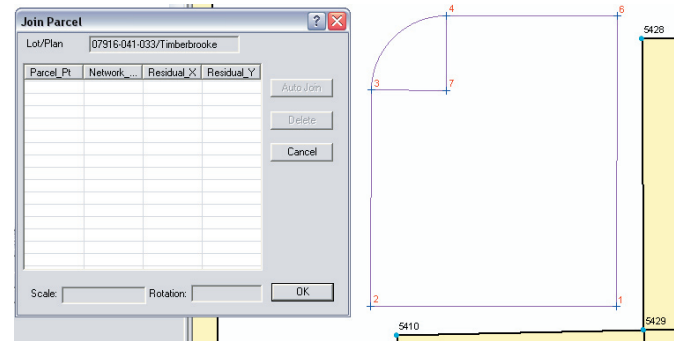 Join Parcel
Lot/Plan 07916-041-033/Timberbrooke
Parcel_Pt Network_... Residual_X Residual_Y
Auto Join
Delete
Cancel
Scale: Rotation: OK
4 6
5428
3 7
2 1
5410 5429